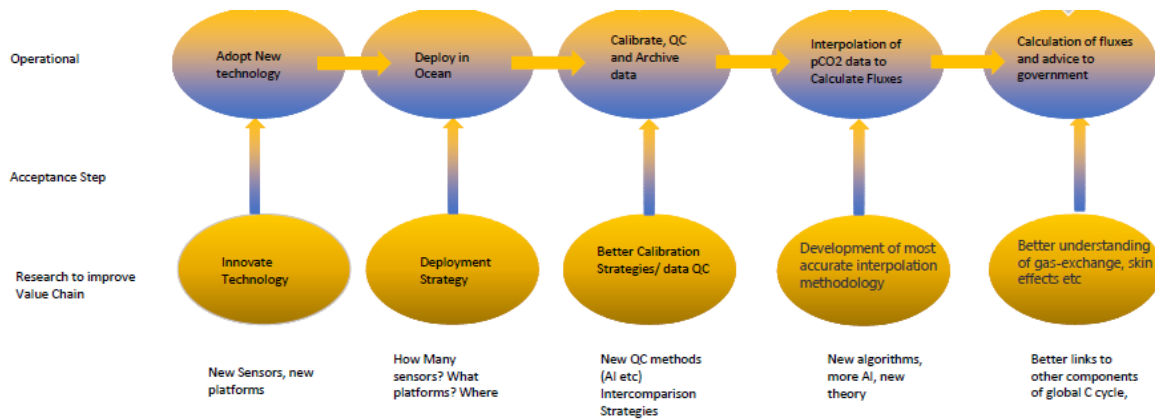 Operational
Adopt New
technology
Deploy in
Ocean
Calibrate, QC
and Archive
data
Interpolation of
pCO2 data to
Calculate Fluxes
Calculation of fluxes
and advice to
government
Acceptance Step
Research to improve
Value Chain
Innovate
Technology
Deployment
Strategy
Better Calibration
Strategies/ data QC
Development of most
accurate interpolation
methodology
Better understanding
of gas-exchange, skin
effects etc
New Sensors, new
platforms
How Many
sensors? What
platforms? Where
New QC methods
(AI etc)
Intercomparison
Strategies
New algorithms,
more AI, new
theory
Better links to
other components
of global C cycle,